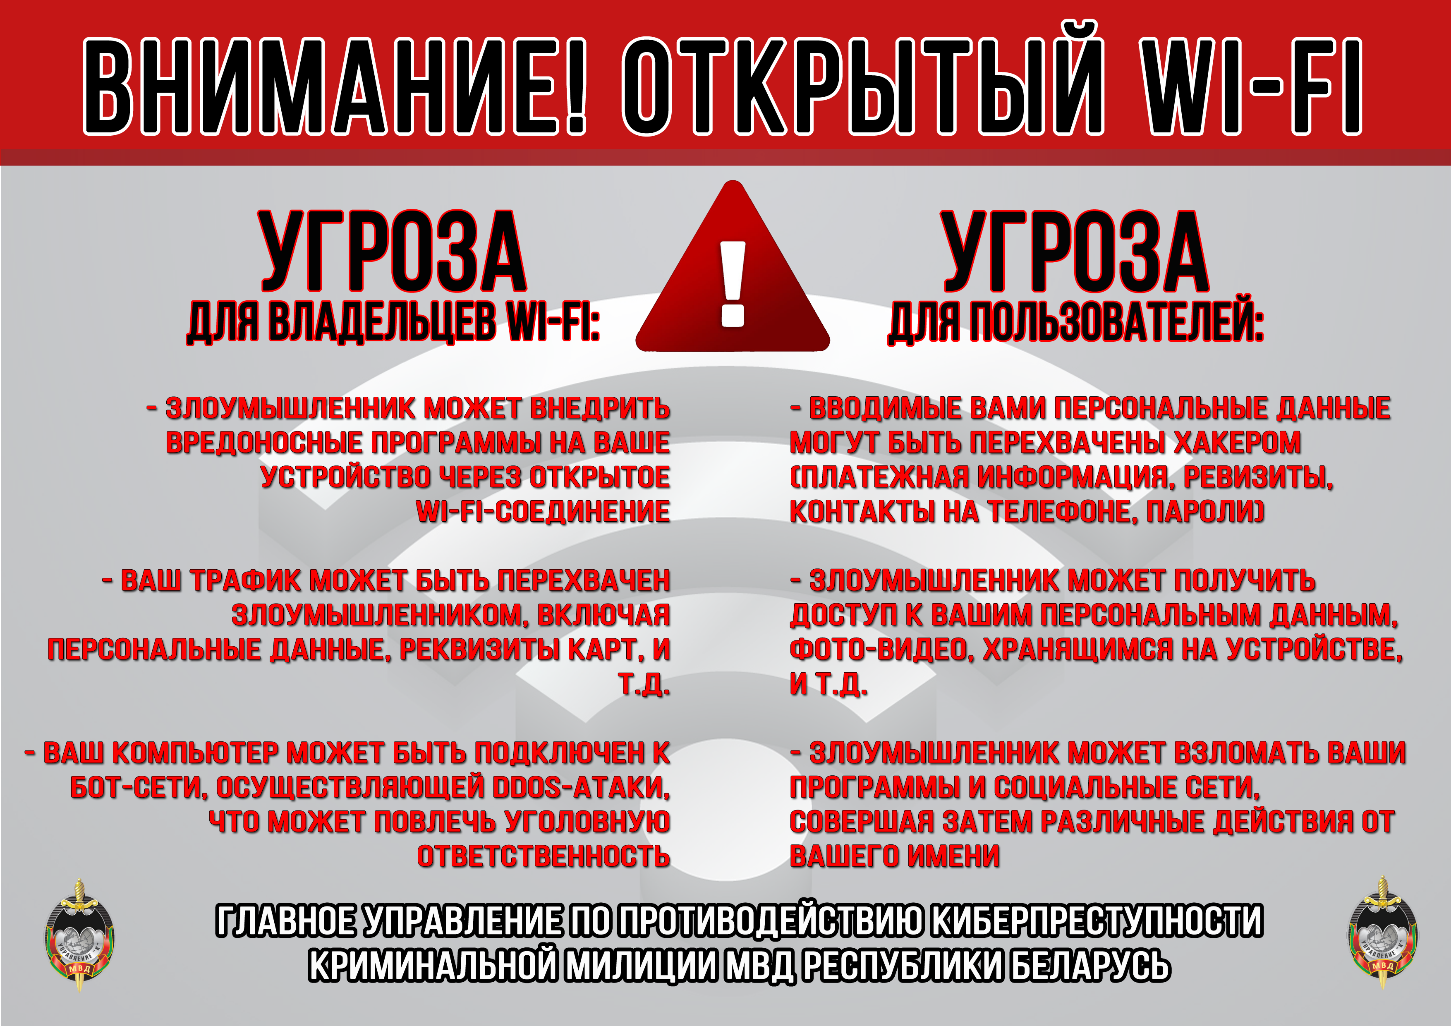 ВНИМАНИЕ! ОТКРЫТЫЙ WI-FI
УГРОЗА
ДЛЯ ВЛАДЕЛЬЦЕВ WI-FI:
- ЗЛОУМЫШЛЕННИК МОЖЕТ ВНЕДРИТЬ
ВРЕДОНОСНЫЕ ПРОГРАММЫ НА ВАШЕ
УСТРОЙСТВО ЧЕРЕЗ ОТКРЫТОЕ
WI-FI-СОЕДИНЕНИЕ
- ВАШ ТРАФИК МОЖЕТ БЫТЬ ПЕРЕХВАЧЕН
ЗЛОУМЫШЛЕННИКОМ, ВКЛЮЧАЯ
ПЕРСОНАЛЬНЫЕ ДАННЫЕ, РЕКВИЗИТЫ КАРТ, И
Т.Д.
- ВАШ КОМПЬЮТЕР МОЖЕТ БЫТЬ ПОДКЛЮЧЕН К
БОТ-СЕТИ, ОСУЩЕСТВЛЯЮЩЕЙ DDOS-АТАКИ,
ЧТО МОЖЕТ ПОВЛЕЧЬ УГОЛОВНУЮ
ОТВЕТСТВЕННОСТЬ
!
УГРОЗА
ДЛЯ ПОЛЬЗОВАТЕЛЕЙ:
- ВВОДИМЫЕ ВАМИ ПЕРСОНАЛЬНЫЕ ДАННЫЕ
МОГУТ БЫТЬ ПЕРЕХВАЧЕНЫ ХАКЕРОМ
(ПЛАТЕЖНАЯ ИНФОРМАЦИЯ, РЕВИЗИТЫ,
КОНТАКТЫ НА ТЕЛЕФОНЕ, ПАРОЛИ)
- ЗЛОУМЫШЛЕННИК МОЖЕТ ПОЛУЧИТЬ
ДОСТУП К ВАШИМ ПЕРСОНАЛЬНЫМ ДАННЫМ,
ФОТО-ВИДЕО, ХРАНЯЩИМСЯ НА УСТРОЙСТВЕ,
И Т.Д.
- ЗЛОУМЫШЛЕННИК МОЖЕТ ВЗЛОМАТЬ ВАШИ
ПРОГРАММЫ И СОЦИАЛЬНЫЕ СЕТИ,
СОВЕРШАЯ ЗАТЕМ РАЗЛИЧНЫЕ ДЕЙСТВИЯ ОТ
ВАШЕГО ИМЕНИ
ГЛАВНОЕ УПРАВЛЕНИЕ ПО ПРОТИВОДЕЙСТВИЮ КИБЕРПРЕСТУПНОСТИ
КРИМИНАЛЬНОЙ МИЛИЦИИ МВД РЕСПУБЛИКИ БЕЛАРУСЬ
МВД
МВД